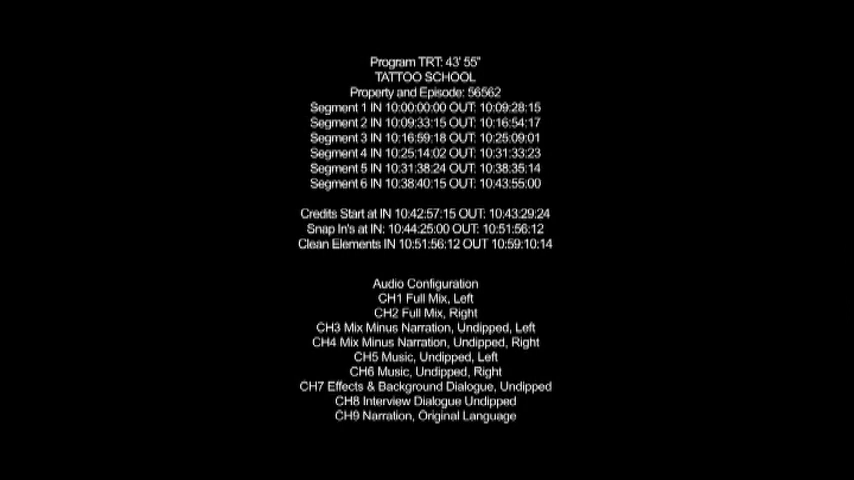 Program TRT: 43' 55"
TATTOO SCHOOL
Property and Episode: 56562
Segment 1 IN 10:00:00:00 OUT: 10:09:28:15
Segment 2 IN 10:09:33:15 OUT: 10:16:54:17
Segment 3 IN 10:16:59:18 OUT: 10:25:09:01
Segment 4 IN 10:25:14:02 OUT: 10:31:33:23
Segment 5 IN 10:31:38:24 OUT: 10:38:35:14
Segment 6 IN 10:38:40:15 OUT: 10:43:55:00
Credits Start at IN 10:42:57:15 OUT: 10:43:29:24
Snap In's at IN: 10:44:25:00 OUT: 10:51:56:12
Clean Elements IN 10:51:56:12 OUT 10:59:10:14
Audio Configuration
CH1 Full Mix, Left
CH2 Full Mix, Right
CH3 Mix Minus Narration, Undipped, Left
CH4 Mix Minus Narration, Undipped, Right
CH5 Music, Undipped, Left
CH6 Music, Undipped, Right
CH7 Effects & Background Dialogue, Undipped
CH8 Interview Dialogue Undipped
CH9 Narration, Original Language